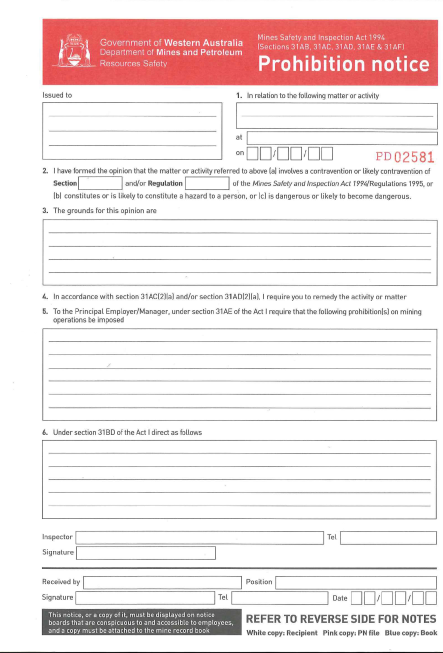 Government of Western Australia
Department of Mines and Petroleum
Resources Safety
Mines Safety and Inspection Act 1994
(Sections 31AB, 31AC, 31AD, 31AE & 31AF)
Prohibition notice
Issued to
1. In relation to the following matter or activity
at
on / /
PD 02581
2. I have formed the opinion that the matter or activity referred to above (a) involves a contravention or likely contravention of
Section and/or Regulation of the Mines Safety and Inspection Act 1994/Regulations 1995, or
(b) constitutes or is likely to constitute a hazard to a person, or (c) is dangerous or likely to become dangerous.
3. The grounds for this opinion are
4. In accordance with section 31AC(2)(a) and/or section 31AD(2)(a), I require you to remedy the activity or matter
5. To the Principal Employer/Manager, under section 31AE of the Act I require that the following prohibition(s) on mining
operations be imposed
6. Under section 31BD of the Act I direct as follows
Inspector Tel
Signature
Received by Position
Signature Tel Date / /
This notice, or a copy of it, must be displayed on notice
boards that are conspicuous to and accessible to employees,
and a copy must be attached to the mine record book
REFER TO REVERSE SIDE FOR NOTES
White copy: Recipient Pink copy: PN file Blue copy: Book